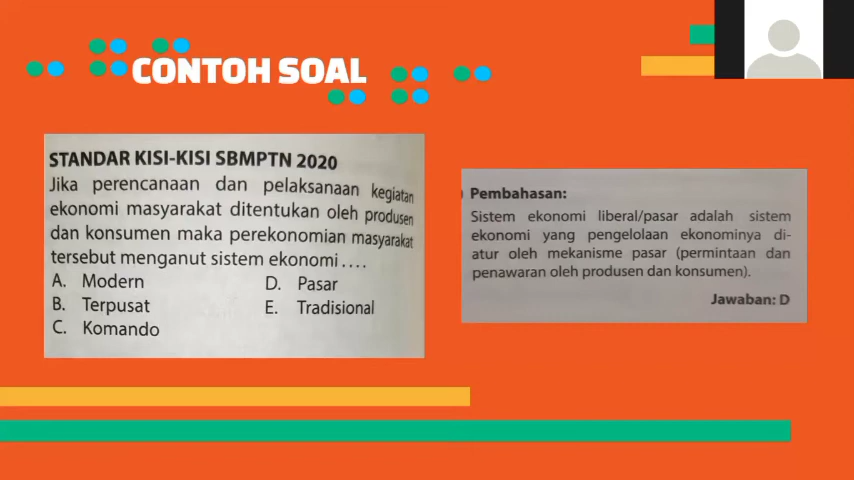 CONTOH SOAL
STANDAR KISI-KISI SBMPTN 2020
Jika perencanaan dan pelaksanaan kegiatan
ekonomi masyarakat ditentukan oleh produsen
dan konsumen maka perekonomian masyarakat
tersebut menganut sistem ekonomi ....
A. Modern
B. Terpusat
C. Komando
D. Pasar
E. Tradisional
Pembahasan:
Sistem ekonomi liberal/pasar adalah sistem
ekonomi yang pengelolaan ekonominya di-
atur oleh mekanisme pasar (permintaan dan
penawaran oleh produsen dan konsumen).
Jawaban: D